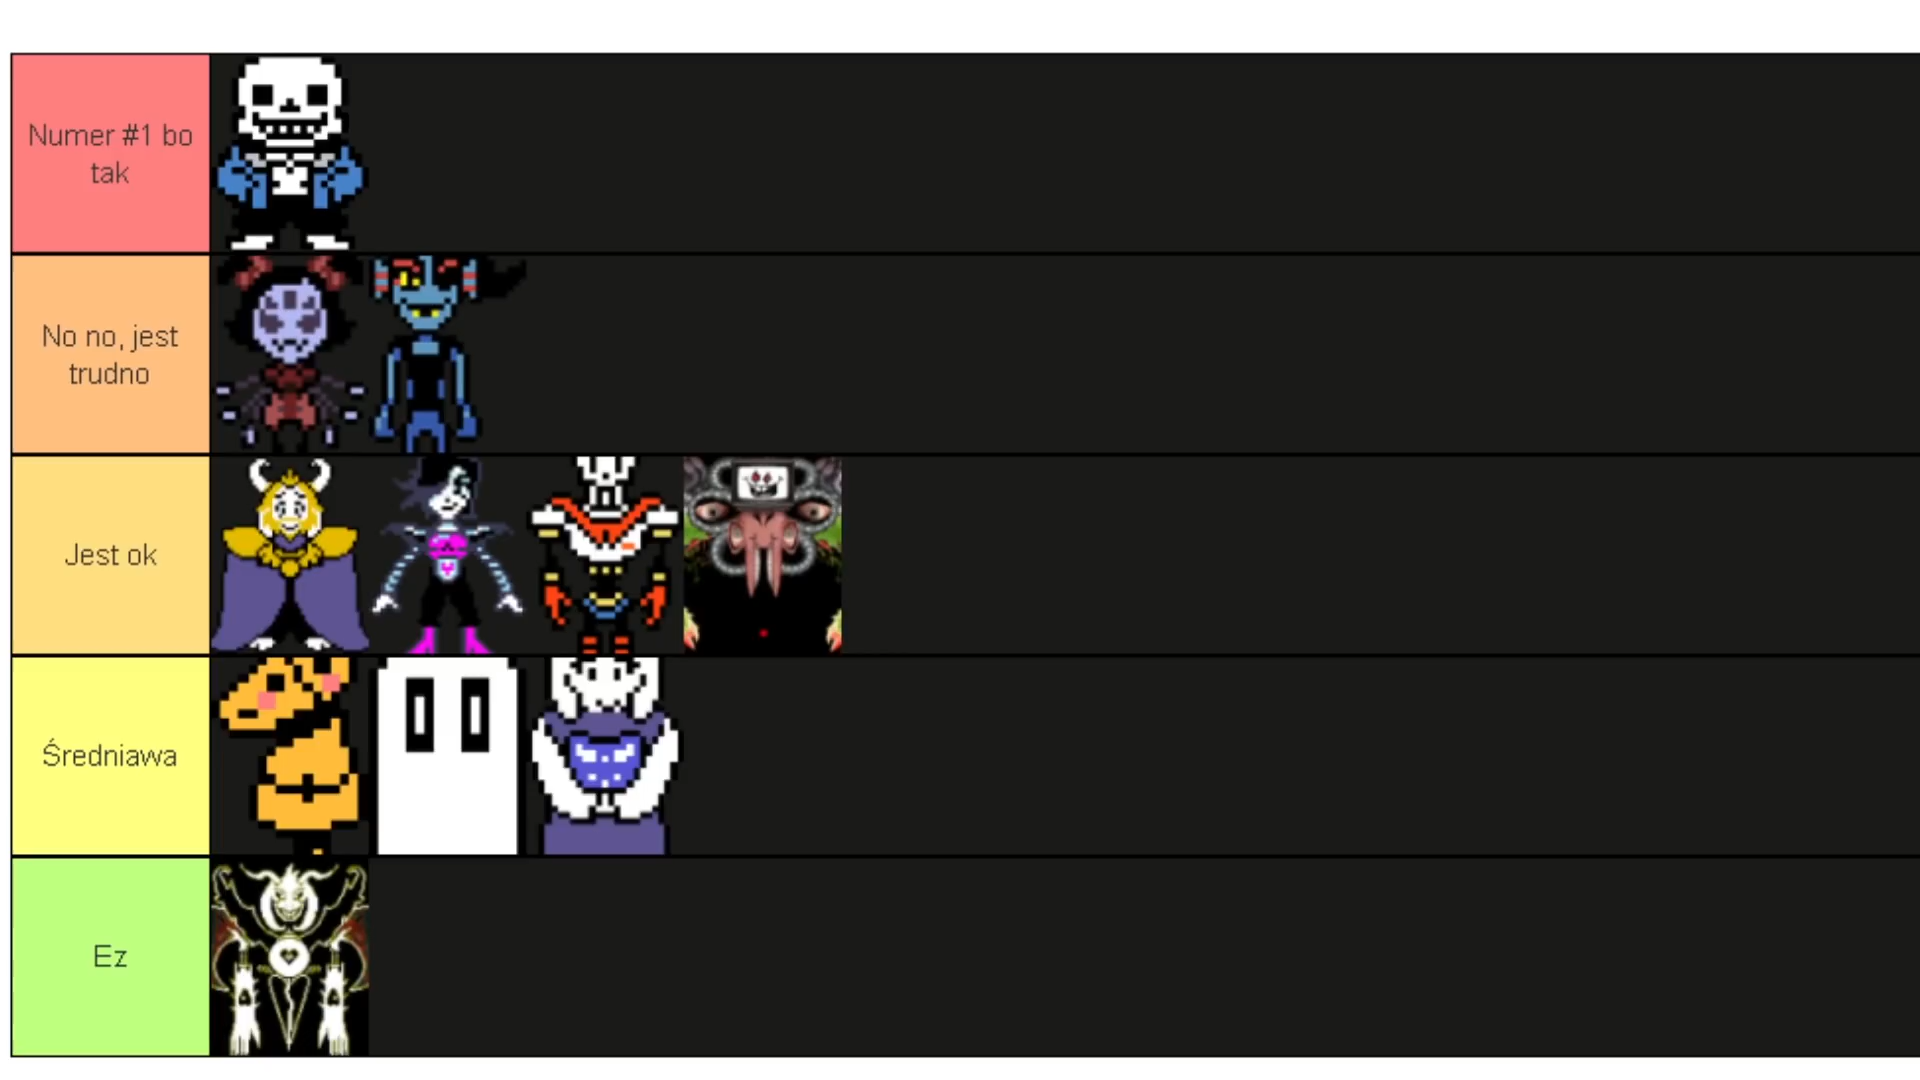 Numer #1 bo
tak
No no, jest
trudno
Jest ok
Średniawa
Ez